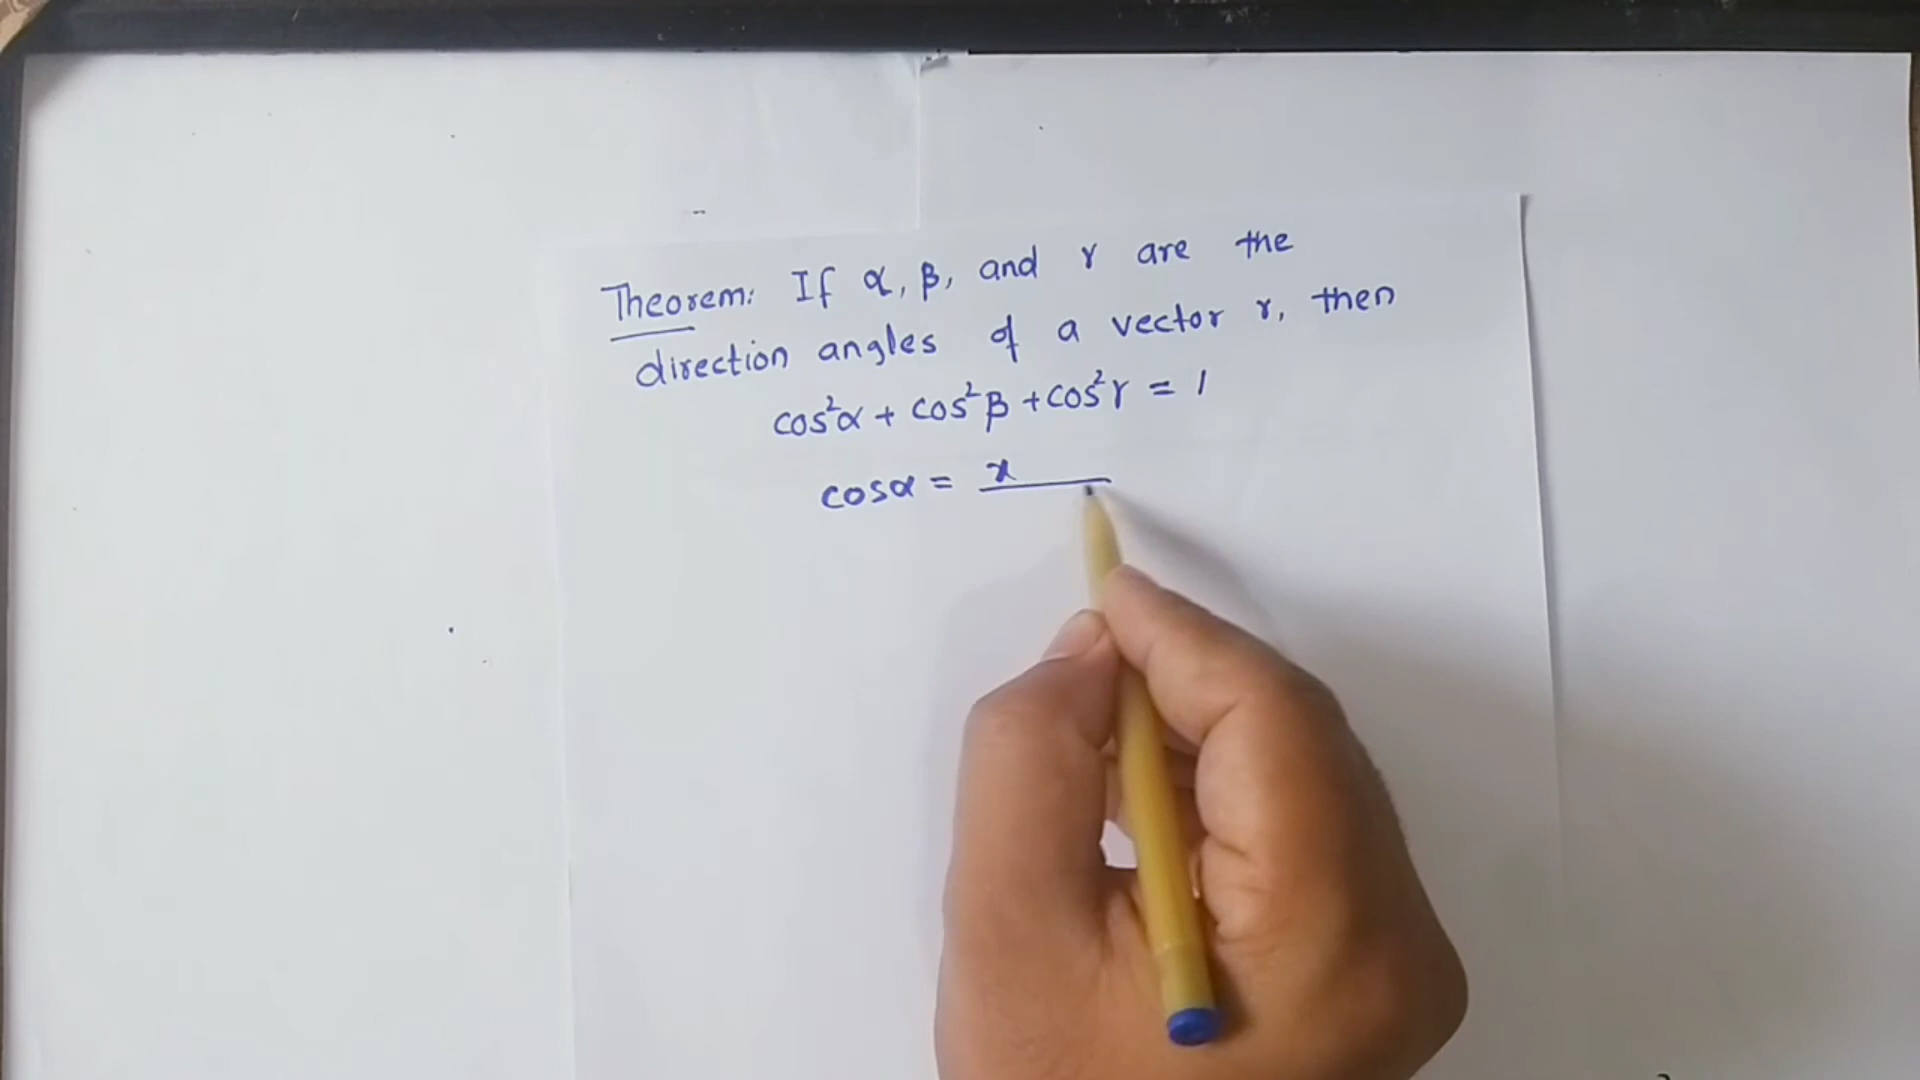 Theorem: If α, β, and γ are the
direction angles of a vector r, then
cos²α + cos²β + cos²γ = 1
cosα = x